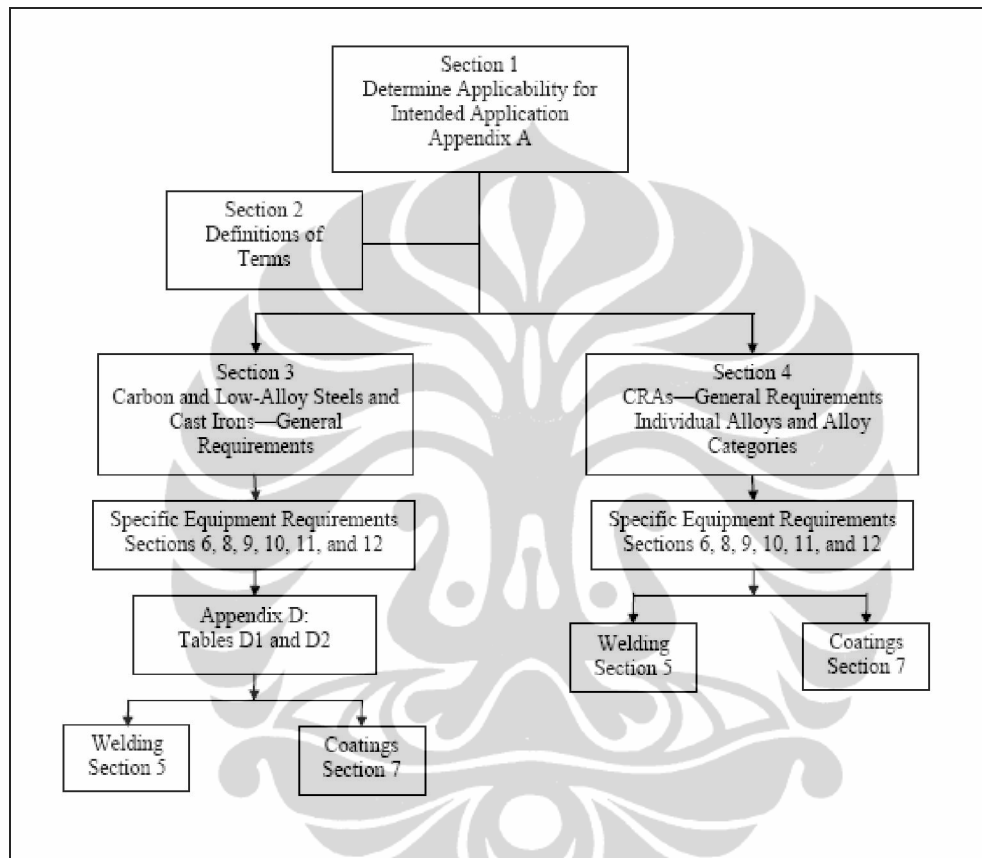 Section 1
Determine Applicability for
Intended Application
Appendix A
Section 2
Definitions of
Terms
Section 3
Carbon and Low-Alloy Steels and
Cast Irons—General
Requirements
Section 4
CRAs—General Requirements
Individual Alloys and Alloy
Categories
Specific Equipment Requirements
Sections 6, 8, 9, 10, 11, and 12
Specific Equipment Requirements
Sections 6, 8, 9, 10, 11, and 12
Appendix D:
Tables D1 and D2
Welding
Section 5
Coatings
Section 7
Welding
Section 5
Coatings
Section 7